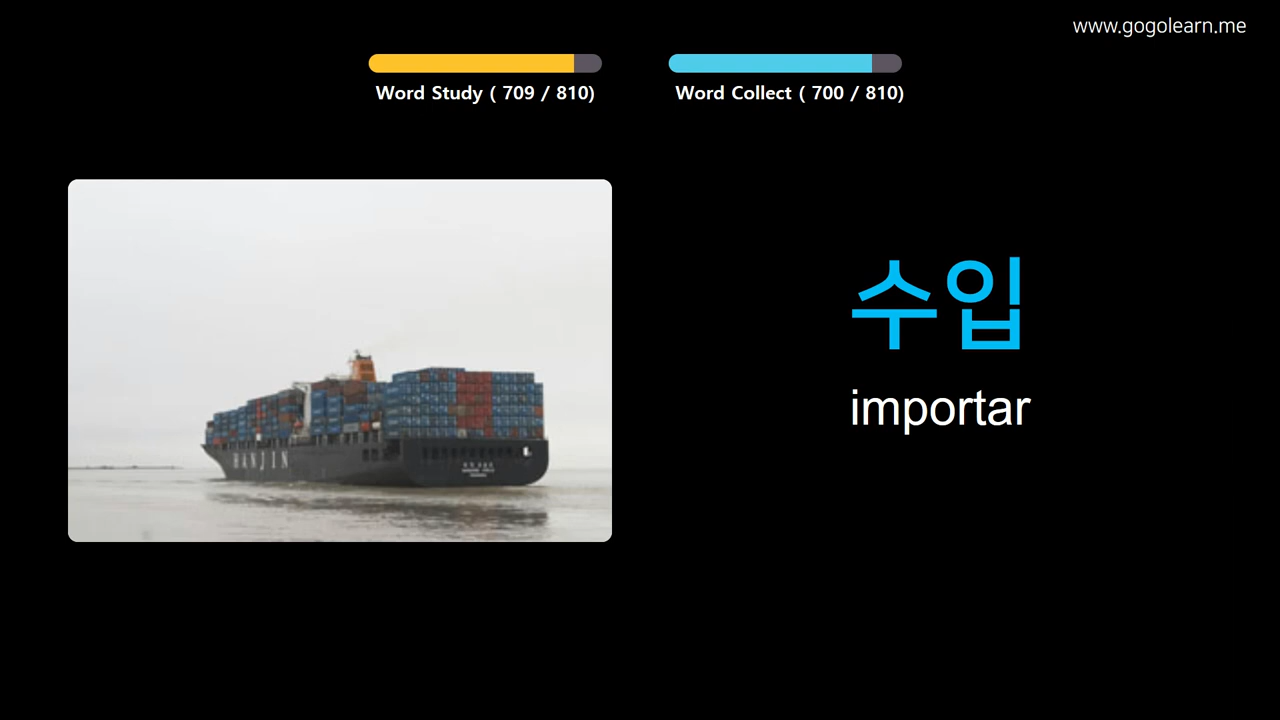 www.gogolearn.me
Word Study ( 709 / 810)
Word Collect ( 700 / 810)
수입
importar
HANJIN